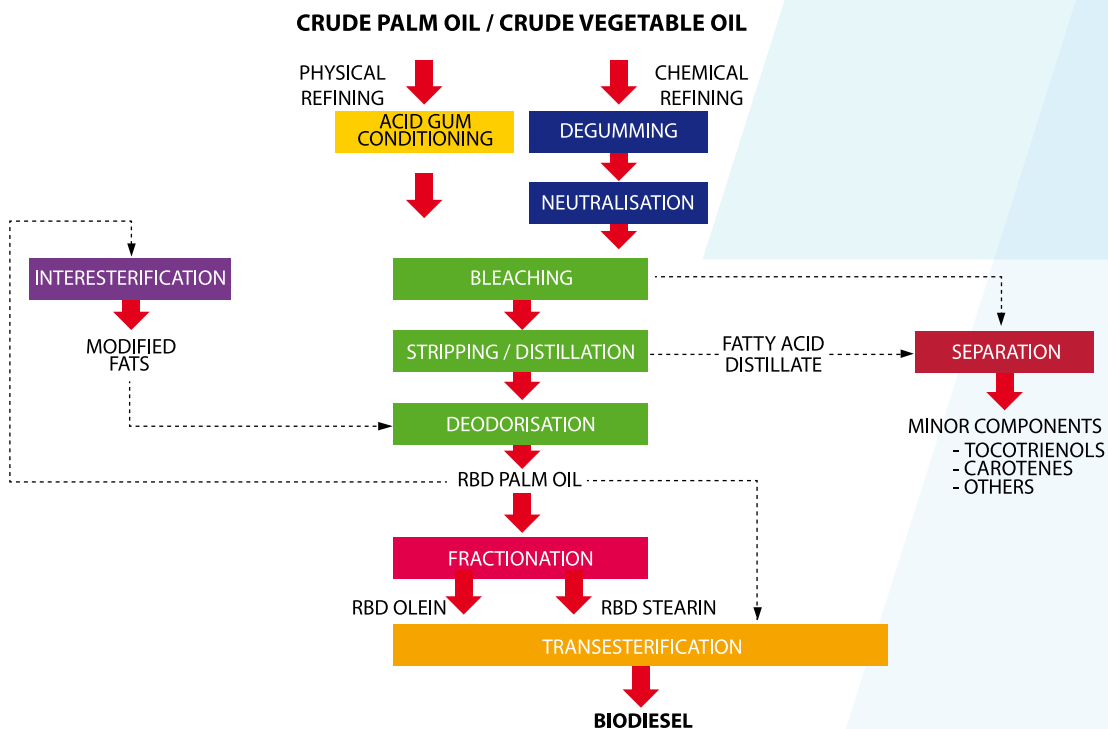 CRUDE PALM OIL / CRUDE VEGETABLE OIL
PHYSICAL
REFINING
CHEMICAL
REFINING
ACID GUM
CONDITIONING
DEGUMMING
NEUTRALISATION
INTERESTERIFICATION
BLEACHING
MODIFIED
FATS
STRIPPING / DISTILLATION
FATTY ACID
DISTILLATE
SEPARATION
DEODORISATION
MINOR COMPONENTS
- TOCOTRIENOLS
- CAROTENES
- OTHERS
RBD PALM OIL
FRACTIONATION
RBD OLEIN
RBD STEARIN
TRANSESTERIFICATION
BIODIESEL